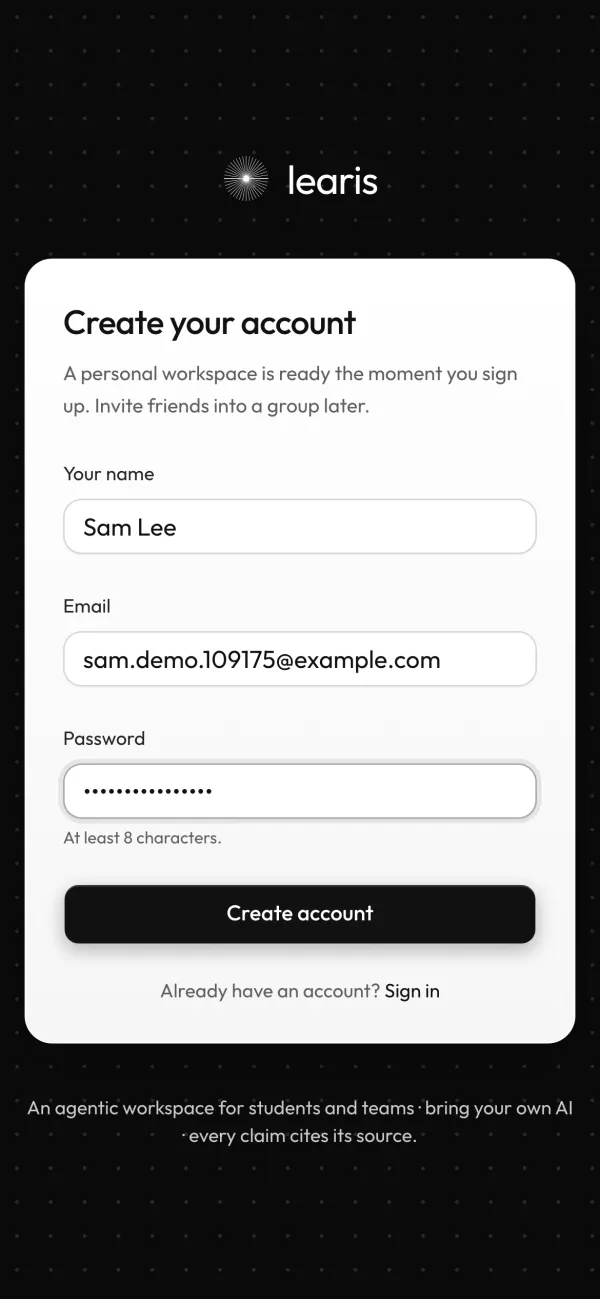 learis
Create your account
A personal workspace is ready the moment you sign
up. Invite friends into a group later.
Your name
Sam Lee
Email
sam.demo.109175@example.com
Password
••••••••••••••••
At least 8 characters.
Create account
Already have an account? Sign in
An agentic workspace for students and teams · bring your own AI
· every claim cites its source.